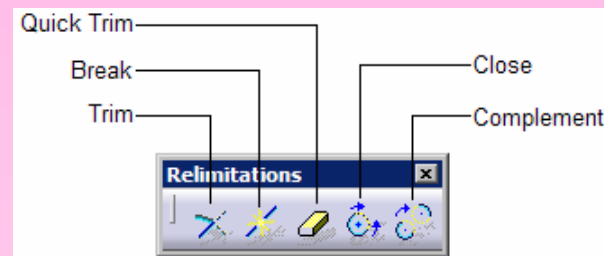 Quick Trim
Break
Trim
Close
Complement
Relimitations